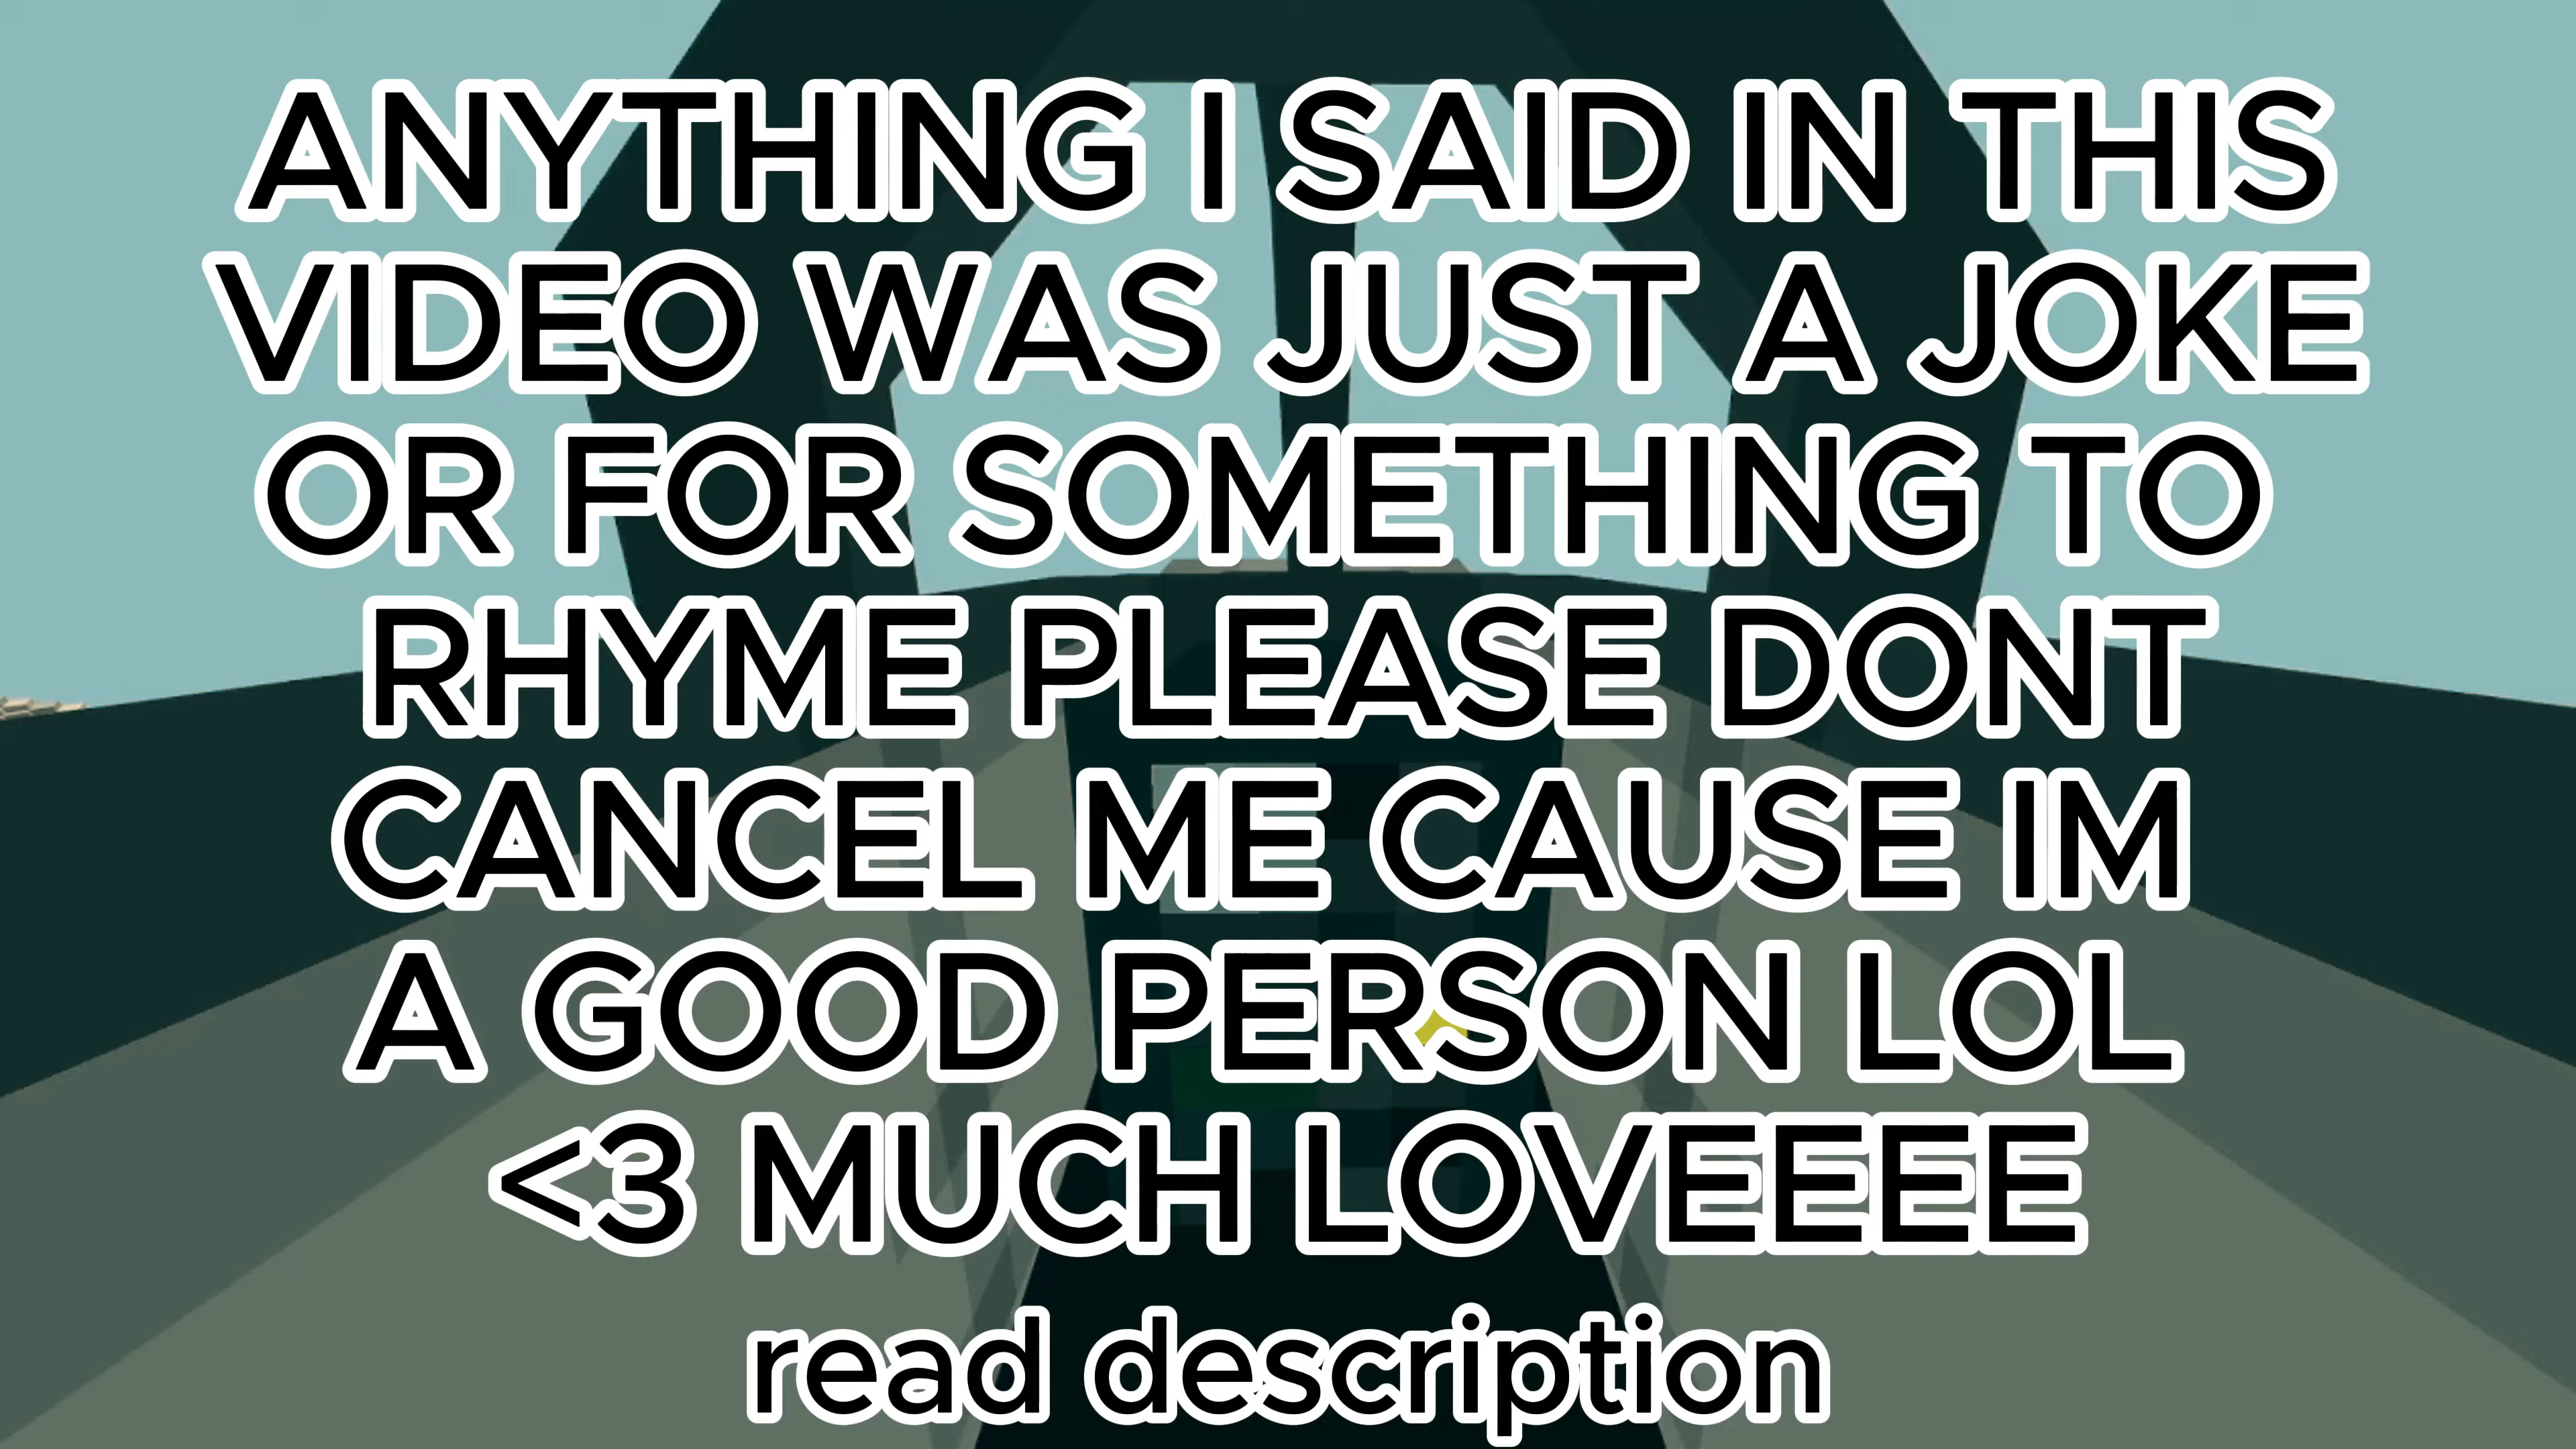 ANYTHING I SAID IN THIS
VIDEO WAS JUST A JOKE
OR FOR SOMETHING TO
RHYME PLEASE DONT
CANCEL ME CAUSE IM
A GOOD PERSON LOL
<3 MUCH LOVEEEE
read description